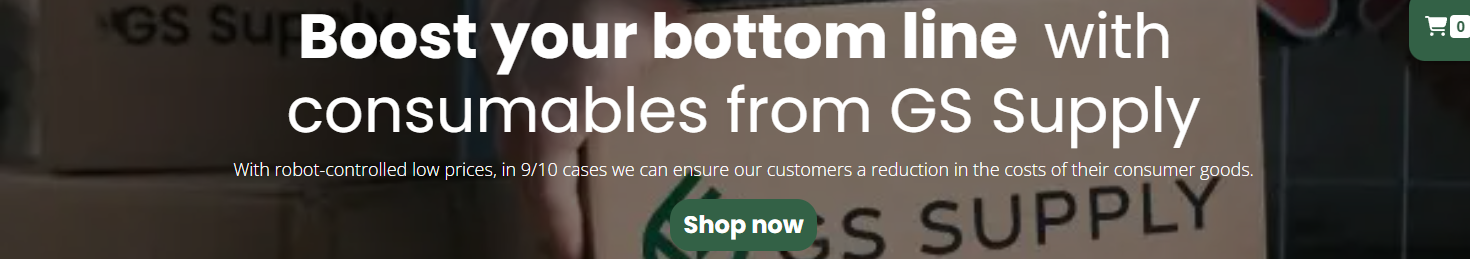 GS Supply
Boost your bottom line with
consumables from GS Supply
With robot-controlled low prices, in 9/10 cases we can ensure our customers a reduction in the costs of their consumer goods.
Shop now
GS SUPPLY
0